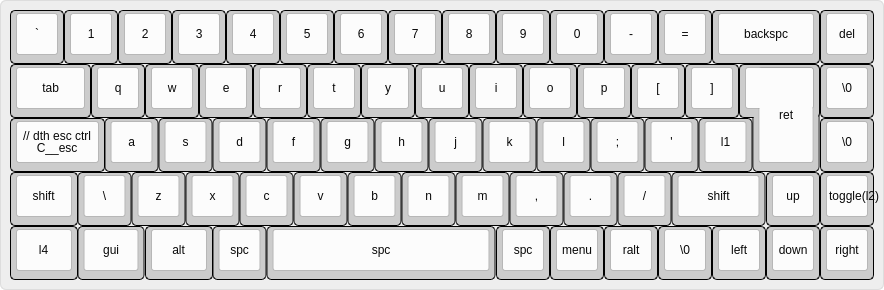 ` 1 2 3 4 5 6 7 8 9 0 - = backspc del
tab q w e r t y u i o p [ ] ret \0
// dth esc ctrl
C__esc a s d f g h j k l ; ' l1 \0
shift \ z x c v b n m , . / shift up toggle(l2)
l4 gui alt spc spc spc menu ralt \0 left down right